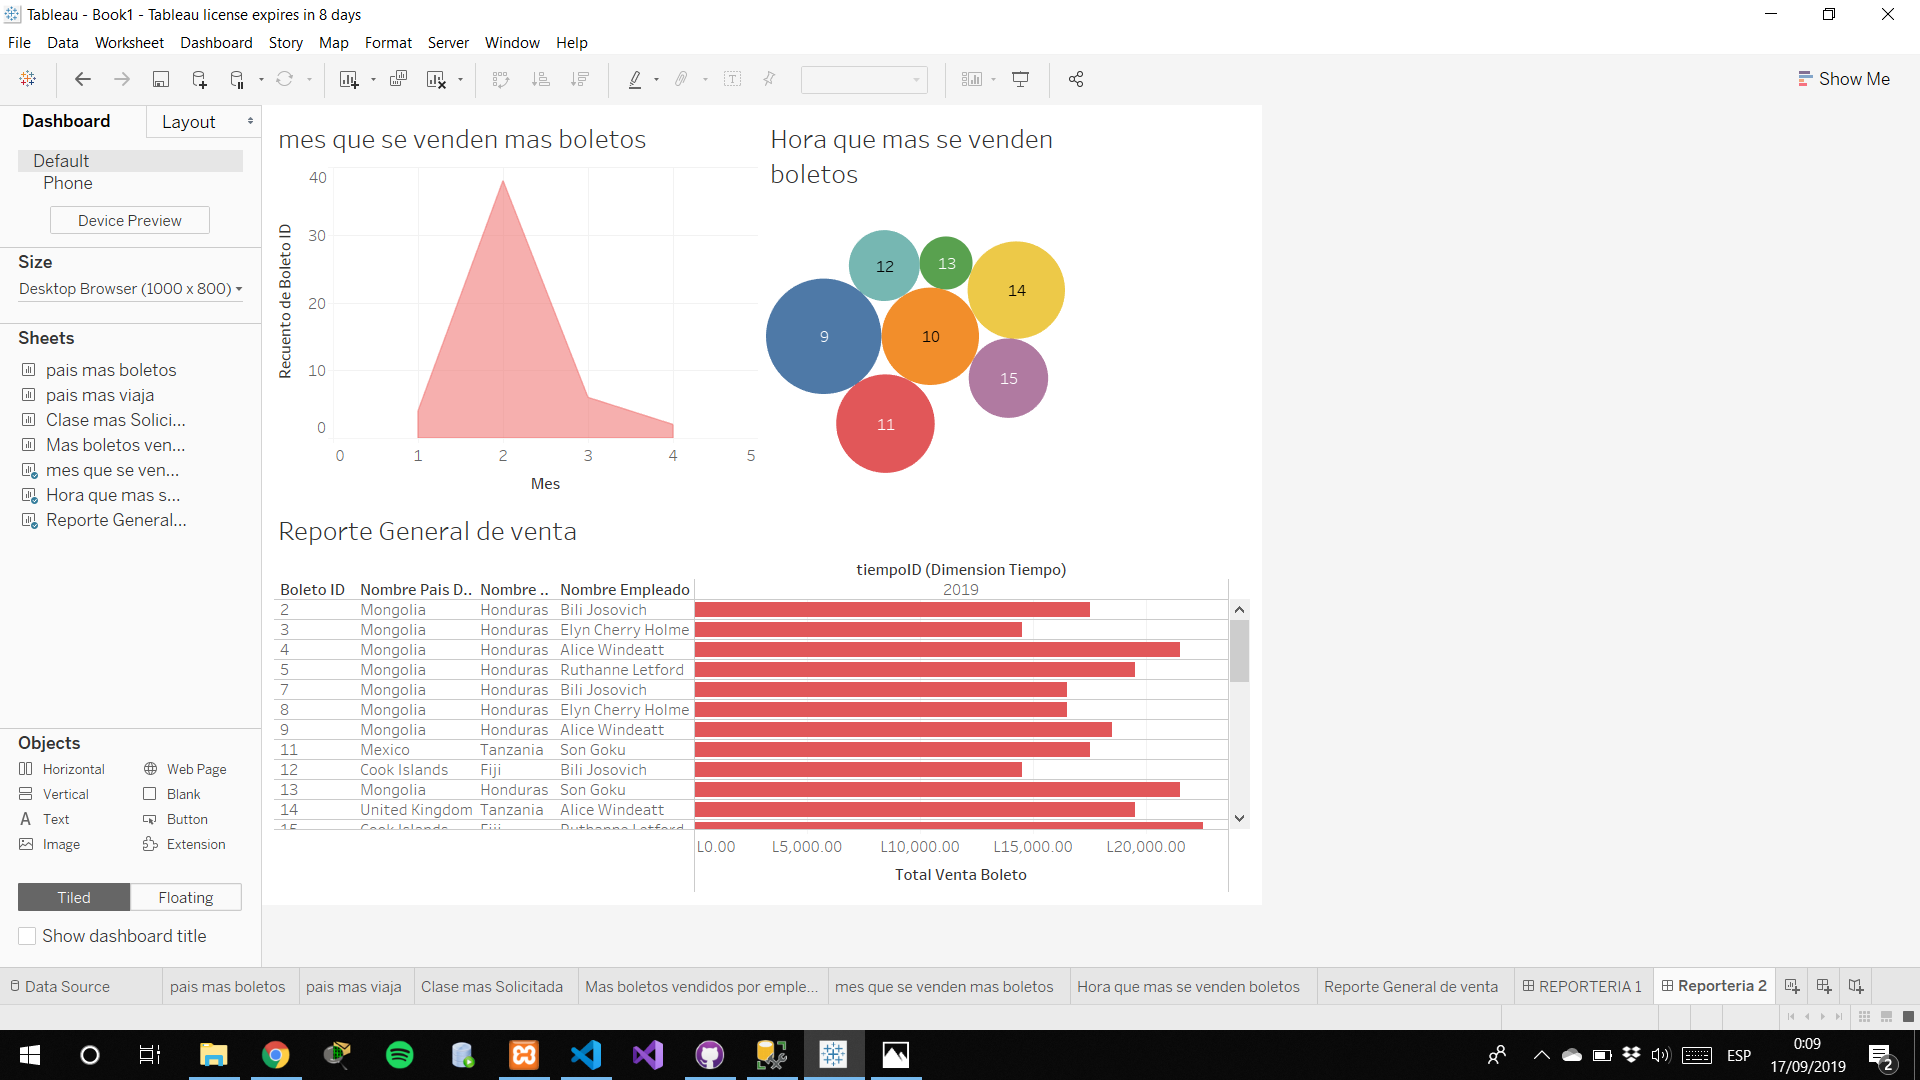 Tableau - Book1 - Tableau license expires in 8 days
File Data Worksheet Dashboard Story Map Format Server Window Help
Show Me
Dashboard Layout
Default
Phone
Device Preview
Size
Desktop Browser (1000 x 800)
Sheets
pais mas boletos
pais mas viaja
Clase mas Solici...
Mas boletos ven...
mes que se ven...
Hora que mas s...
Reporte General...
Objects
Horizontal Web Page
Vertical Blank
Text Button
Image Extension
Tiled Floating
Show dashboard title
mes que se venden mas boletos
Recuento de Boleto ID
40
30
20
10
0
0 1 2 3 4 5
Mes
Hora que mas se venden
boletos
12 13 14
9 10
15
11
Reporte General de venta
tiempoID (Dimension Tiempo)
Boleto ID Nombre Pais D.. Nombre .. Nombre Empleado 2019
2 Mongolia Honduras Bili Josovich
3 Mongolia Honduras Elyn Cherry Holme
4 Mongolia Honduras Alice Windeatt
5 Mongolia Honduras Ruthanne Letford
7 Mongolia Honduras Bili Josovich
8 Mongolia Honduras Elyn Cherry Holme
9 Mongolia Honduras Alice Windeatt
11 Mexico Tanzania Son Goku
12 Cook Islands Fiji Bili Josovich
13 Mongolia Honduras Son Goku
14 United Kingdom Tanzania Alice Windeatt
15 Cook Islands Fiji Ruthanne Letford
L0.00 L5,000.00 L10,000.00 L15,000.00 L20,000.00
Total Venta Boleto
Data Source pais mas boletos pais mas viaja Clase mas Solicitada Mas boletos vendidos por emple... mes que se venden mas boletos Hora que mas se venden boletos Reporte General de venta REPORTERIA 1 Reporteria 2
ESP
0:09
17/09/2019
2